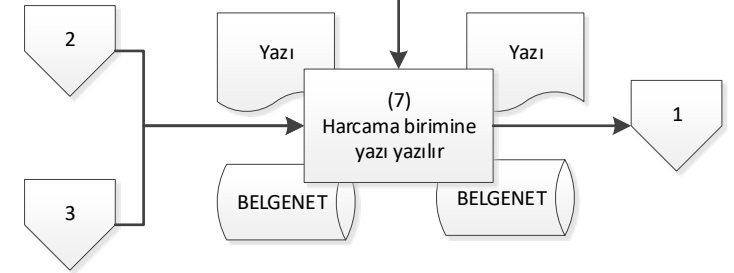 2
Yazı
Yazı
(7)
Harcama birimine
yazı yazılır
1
3
BELGENET
BELGENET